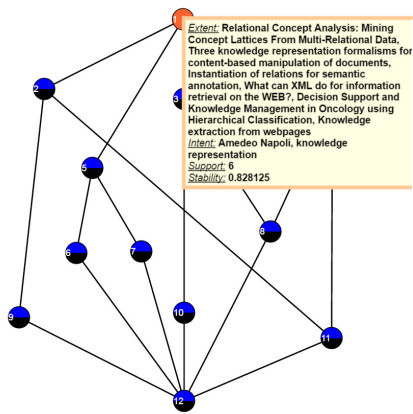 1
Extent: Relational Concept Analysis: Mining
Concept Lattices From Multi-Relational Data,
Three knowledge representation formalisms for
content-based manipulation of documents,
Instantiation of relations for semantic
annotation, What can XML do for information
retrieval on the WEB?, Decision Support and
Knowledge Management in Oncology using
Hierarchical Classification, Knowledge
extraction from webpages
Intent: Amedeo Napoli, knowledge
representation
Support: 6
Stability: 0.828125
2
3
5
8
6
7
10
9
11
12